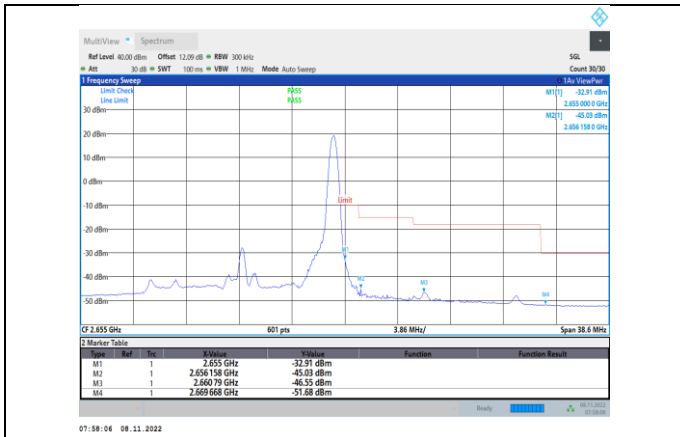 MultiView Spectrum
Ref Level 40.00 dBm Offset 12.09 dB RBW 300 kHz SGL
Att 30 dB SWT 100 ms VBW 1 MHz Mode Auto Sweep Count 30/30
1 Frequency Sweep 1Av ViewPwr
Limit Check PASS M1[1] -32.91 dBm
Line Limit PASS 2.655 000 0 GHz
M2[1] -45.03 dBm
2.656 158 0 GHz
30 dBm
20 dBm
10 dBm
0 dBm
-10 dBm
Limit
-20 dBm
-30 dBm
M1
-40 dBm
M2
M3
M4
-50 dBm
CF 2.655 GHz 601 pts 3.86 MHz/ Span 38.6 MHz
2 Marker Table
Type Ref Trc X-Value Y-Value Function Function Result
M1 1 2.655 GHz -32.91 dBm
M2 1 2.656 158 GHz -45.03 dBm
M3 1 2.660 79 GHz -46.55 dBm
M4 1 2.669 668 GHz -51.68 dBm
Ready 08.11.2022
07:58:06
07:58:06 08.11.2022